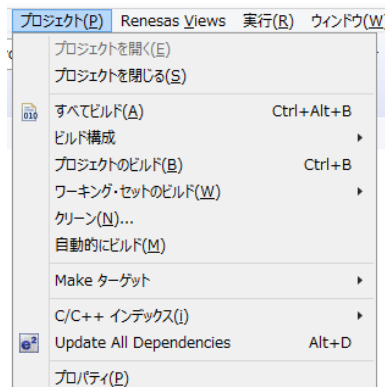 プロジェクト(P) Renesas Views 実行(R) ウィンドウ(W)
プロジェクトを開く(E)
プロジェクトを閉じる(S)
すべてビルド(A) Ctrl+Alt+B
ビルド構成
プロジェクトのビルド(B) Ctrl+B
ワーキング・セットのビルド(W)
クリーン(N)...
自動的にビルド(M)
Make ターゲット
C/C++ インデックス(i)
Update All Dependencies Alt+D
プロパティ(P)